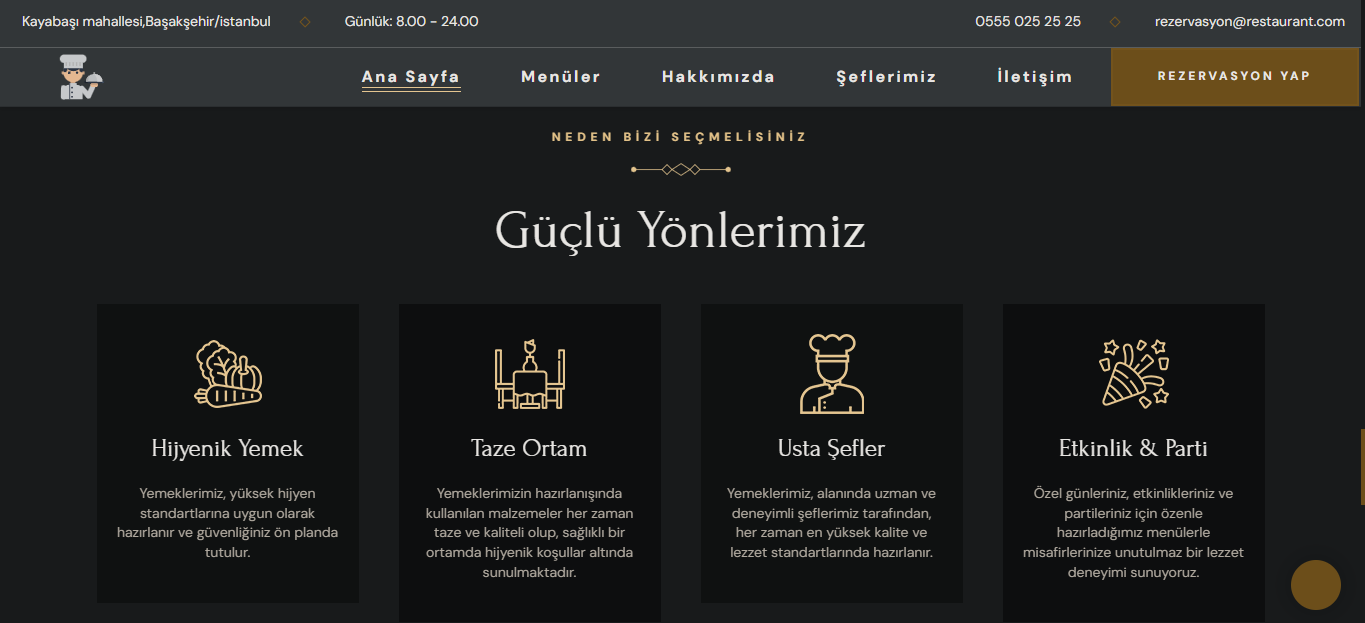 Kayabaşı mahallesi,Başakşehir/istanbul
Günlük: 8.00 - 24.00
0555 025 25 25
rezervasyon@restaurant.com
Ana Sayfa
Menüler
Hakkımızda
Şeflerimiz
İletişim
REZERVASYON YAP
NEDEN BİZİ SEÇMELİSİNİZ
Güçlü Yönlerimiz
Hijyenik Yemek
Yemeklerimiz, yüksek hijyen
standartlarına uygun olarak
hazırlanır ve güvenliğiniz ön planda
tutulur.
Taze Ortam
Yemeklerimizin hazırlanışında
kullanılan malzemeler her zaman
taze ve kaliteli olup, sağlıklı bir
ortamda hijyenik koşullar altında
sunulmaktadır.
Usta Şefler
Yemeklerimiz, alanında uzman ve
deneyimli şeflerimiz tarafından,
her zaman en yüksek kalite ve
lezzet standartlarında hazırlanır.
Etkinlik & Parti
Özel günleriniz, etkinlikleriniz ve
partileriniz için özenle
hazırladığımız menülerle
misafirlerinize unutulmaz bir lezzet
deneyimi sunuyoruz.